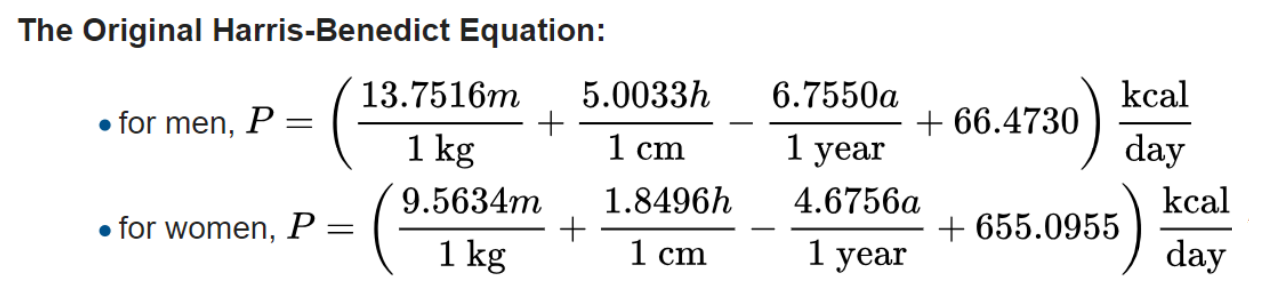 The Original Harris-Benedict Equation:
• for men, P = ( 13.7516m / 1 kg + 5.0033h / 1 cm − 6.7550a / 1 year + 66.4730 ) kcal / day
• for women, P = ( 9.5634m / 1 kg + 1.8496h / 1 cm − 4.6756a / 1 year + 655.0955 ) kcal / day